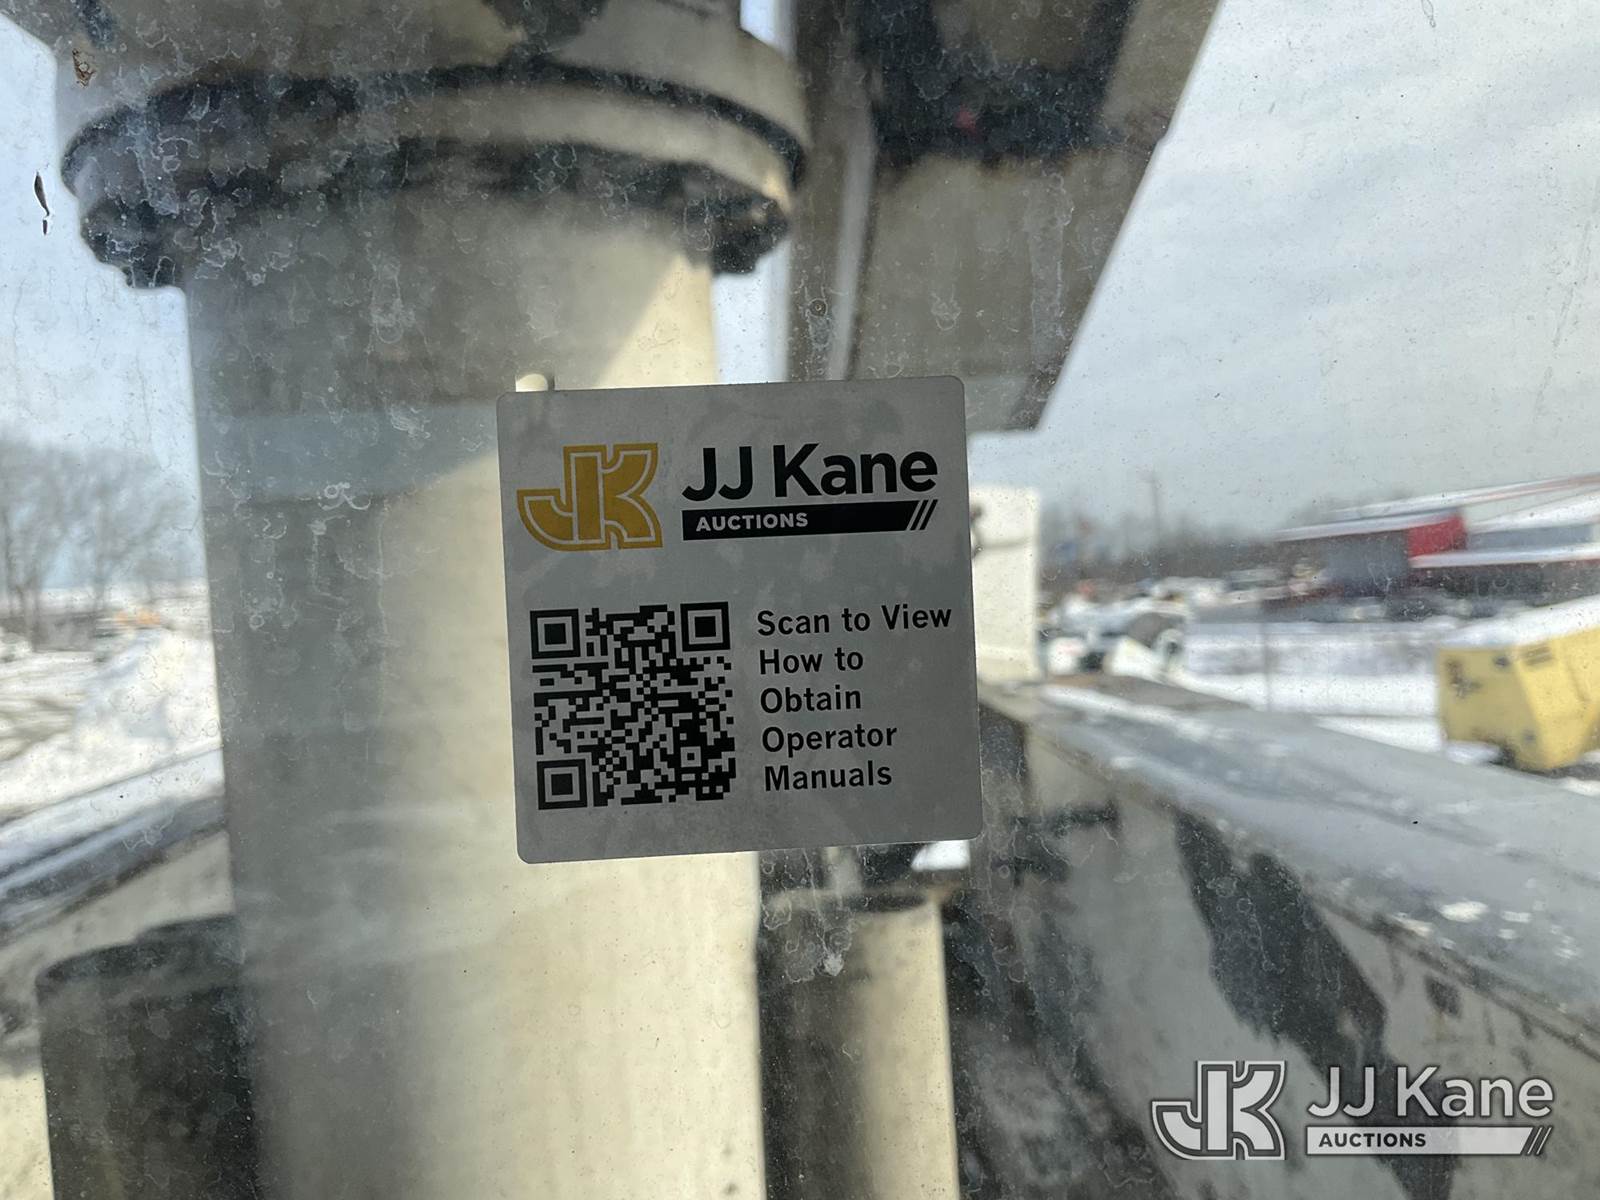 JK
JJ Kane
AUCTIONS
Scan to View
How to
Obtain
Operator
Manuals
JK
JJ Kane
AUCTIONS